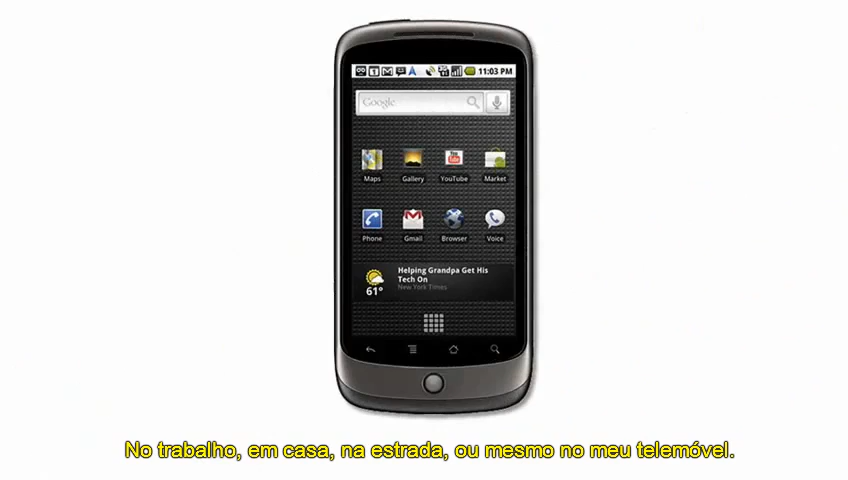 11:03 PM
Google
Maps Gallery YouTube Market
Phone Gmail Browser Voice
Helping Grandpa Get His
Tech On
New York Times
61°
No trabalho, em casa, na estrada, ou mesmo no meu telemóvel.